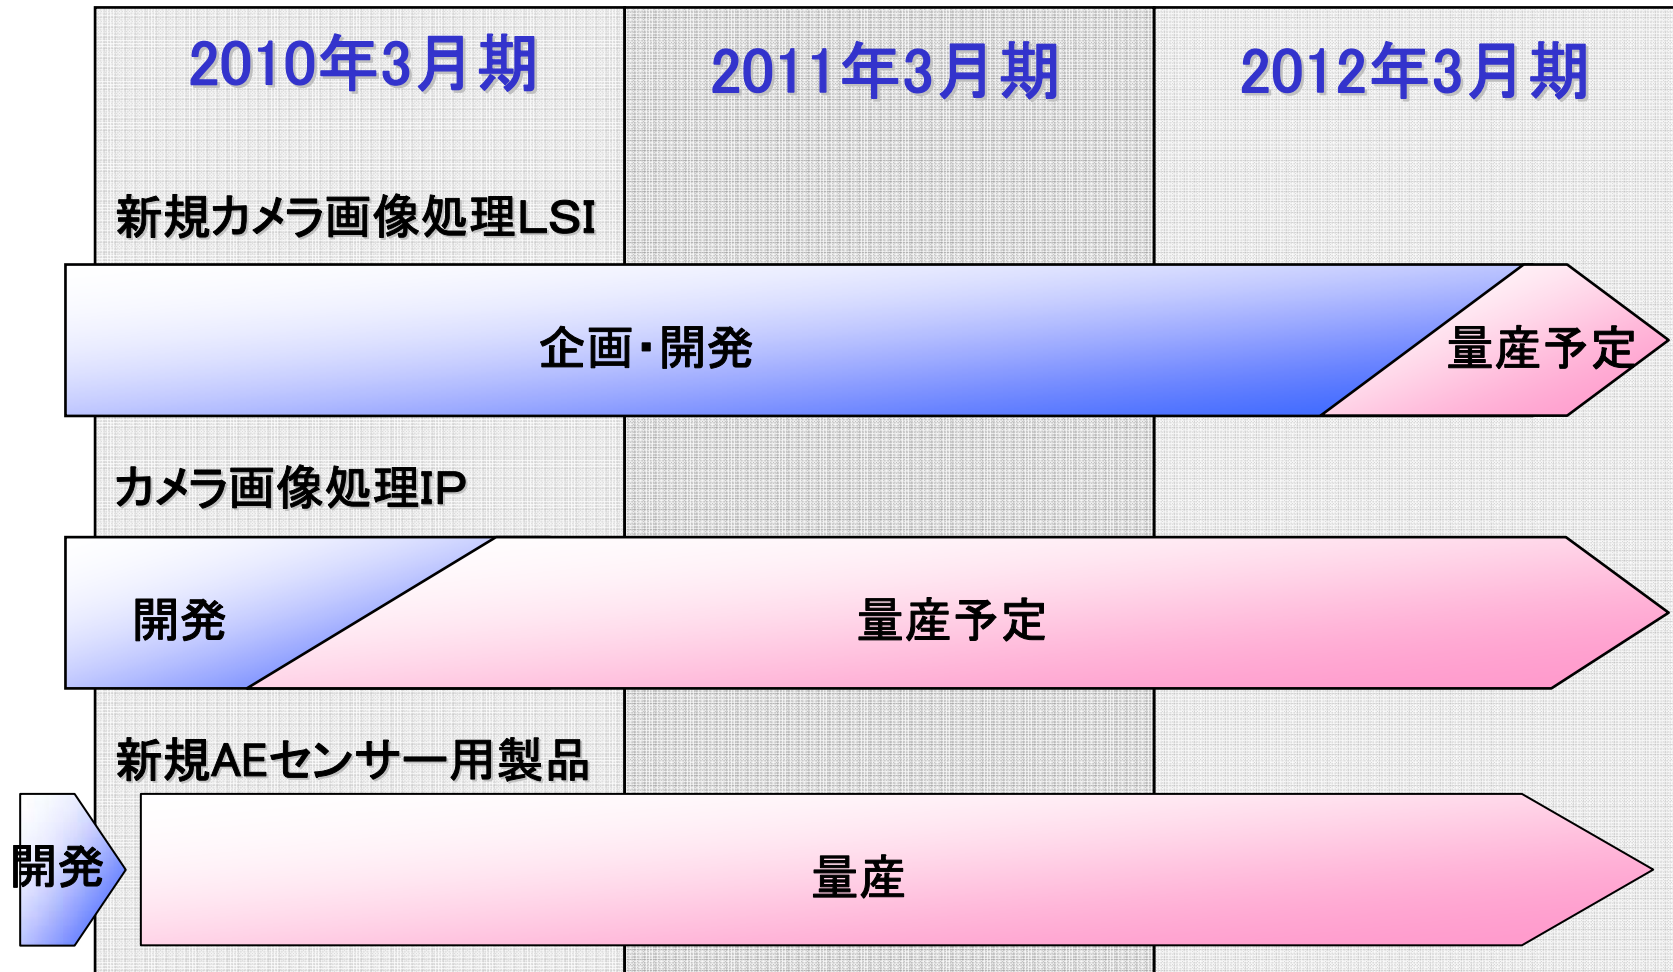 2010年3月期
2011年3月期
2012年3月期
新規カメラ画像処理LSI
企画・開発
量産予定
カメラ画像処理IP
開発
量産予定
新規AEセンサー用製品
開発
量産